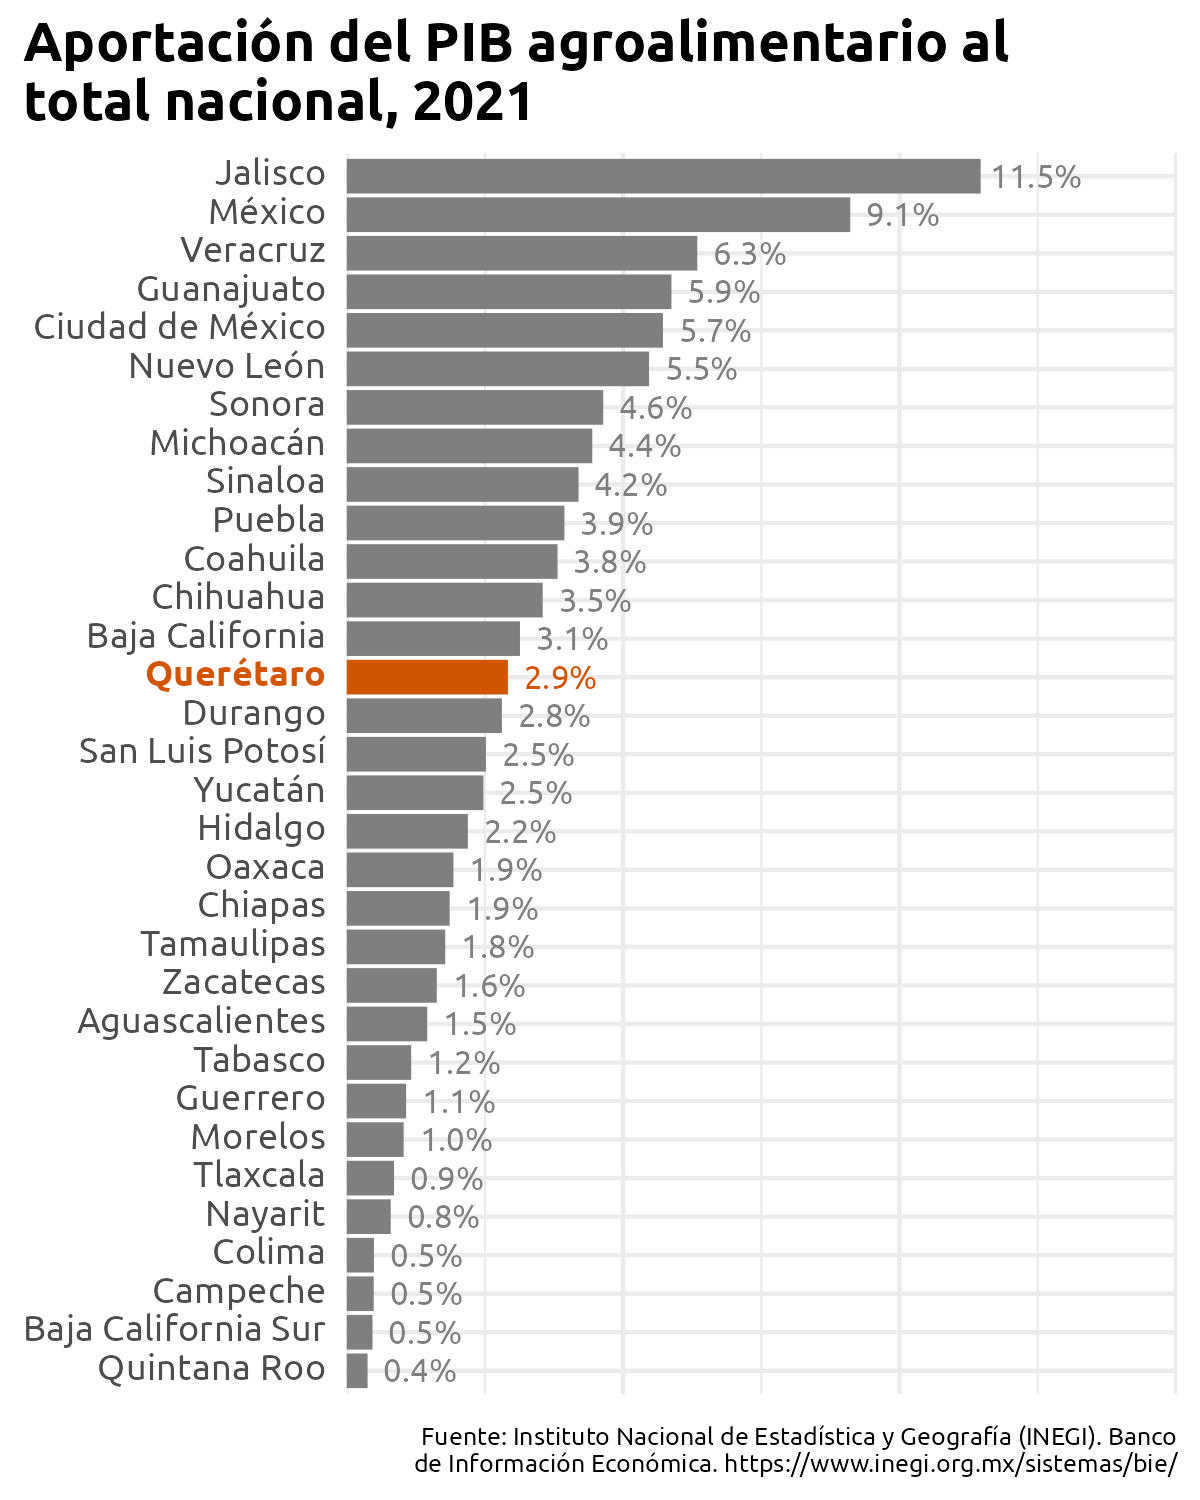 Aportación del PIB agroalimentario al
total nacional, 2021
Jalisco 11.5%
México 9.1%
Veracruz 6.3%
Guanajuato 5.9%
Ciudad de México 5.7%
Nuevo León 5.5%
Sonora 4.6%
Michoacán 4.4%
Sinaloa 4.2%
Puebla 3.9%
Coahuila 3.8%
Chihuahua 3.5%
Baja California 3.1%
Querétaro 2.9%
Durango 2.8%
San Luis Potosí 2.5%
Yucatán 2.5%
Hidalgo 2.2%
Oaxaca 1.9%
Chiapas 1.9%
Tamaulipas 1.8%
Zacatecas 1.6%
Aguascalientes 1.5%
Tabasco 1.2%
Guerrero 1.1%
Morelos 1.0%
Tlaxcala 0.9%
Nayarit 0.8%
Colima 0.5%
Campeche 0.5%
Baja California Sur 0.5%
Quintana Roo 0.4%
Fuente: Instituto Nacional de Estadística y Geografía (INEGI). Banco
de Información Económica. https://www.inegi.org.mx/sistemas/bie/